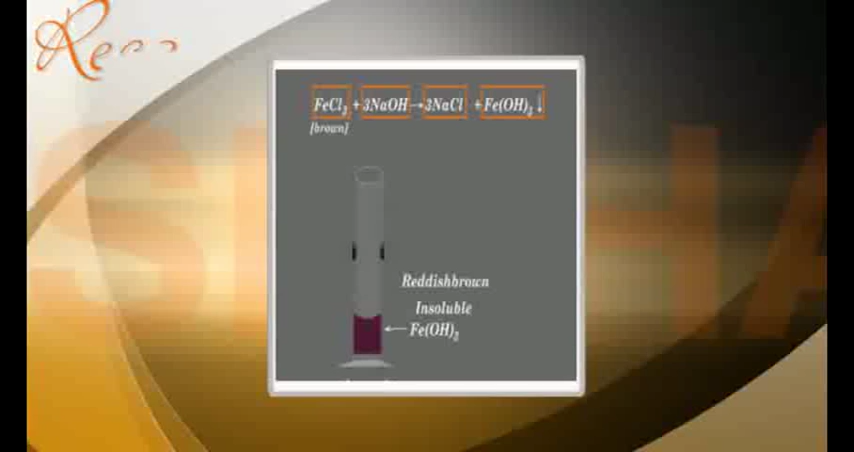 FeCl₃ + 3NaOH → 3NaCl + Fe(OH)₃ ↓
[brown]
Reddishbrown
Insoluble
Fe(OH)₃